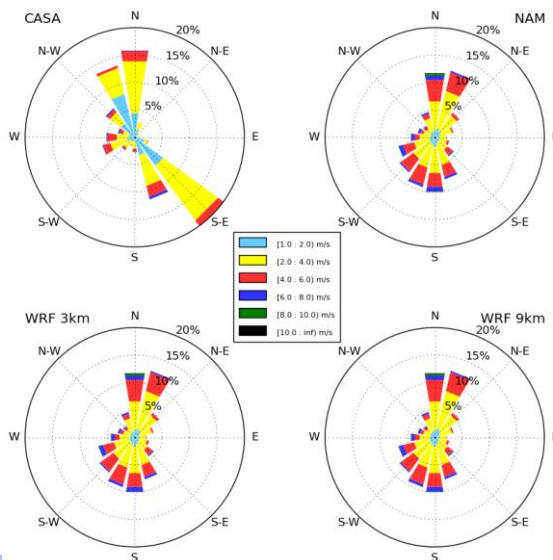 CASA
N
20%
15%
10%
5%
N-W
N-E
W
E
S-W
S-E
S
NAM
N
20%
15%
10%
5%
N-W
N-E
W
E
S-W
S-E
S
[1.0 : 2.0) m/s
[2.0 : 4.0) m/s
[4.0 : 6.0) m/s
[6.0 : 8.0) m/s
[8.0 : 10.0) m/s
[10.0 : inf) m/s
WRF 3km
N
20%
15%
10%
5%
N-W
N-E
W
E
S-W
S-E
S
WRF 9km
N
20%
15%
10%
5%
N-W
N-E
W
E
S-W
S-E
S